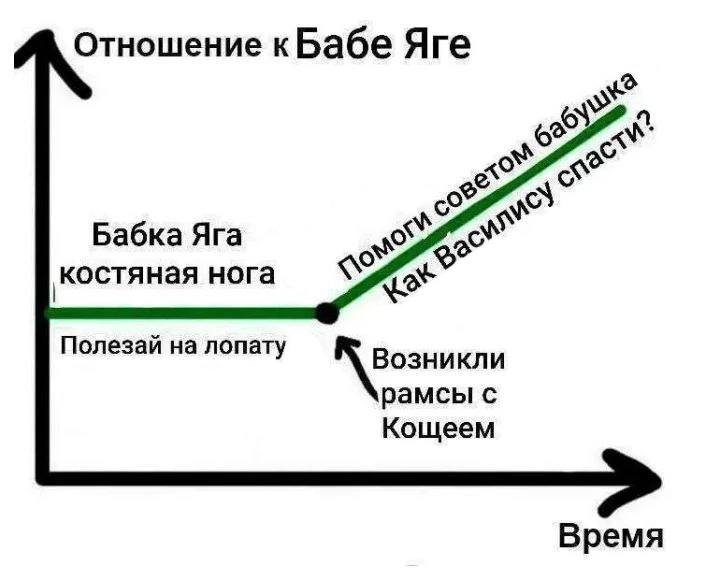 Отношение к Бабе Яге
Помоги советом бабушка
Как Василису спасти?
Бабка Яга
костяная нога
Полезай на лопату
Возникли
рамсы с
Кощеем
Время